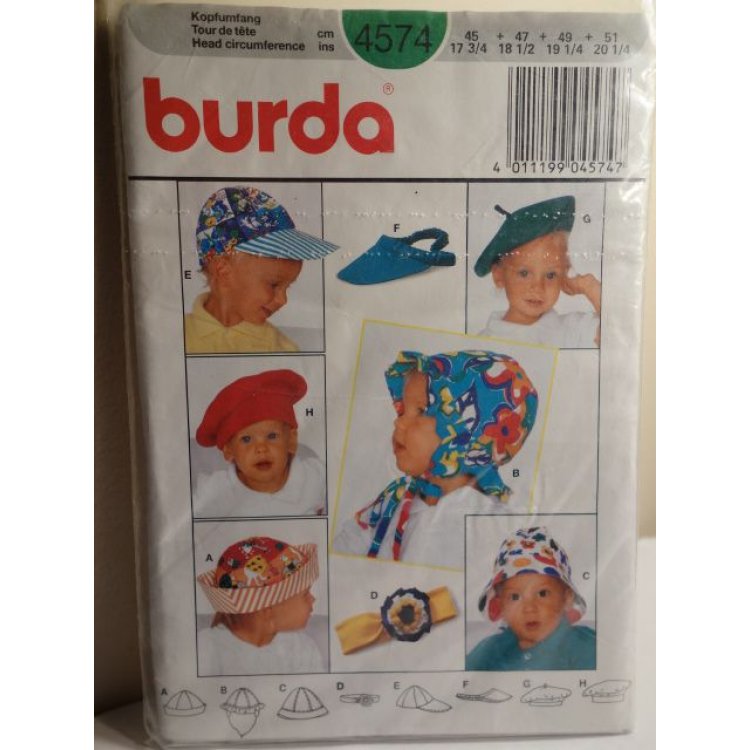 Kopfumfang
Tour de tête
Head circumference
cm
ins
4574
45 + 47 + 49 + 51
17 3/4 18 1/2 19 1/4 20 1/4
burda®
4 011199 045747
E
F
G
H
B
A
D
C
A B C D E F G H